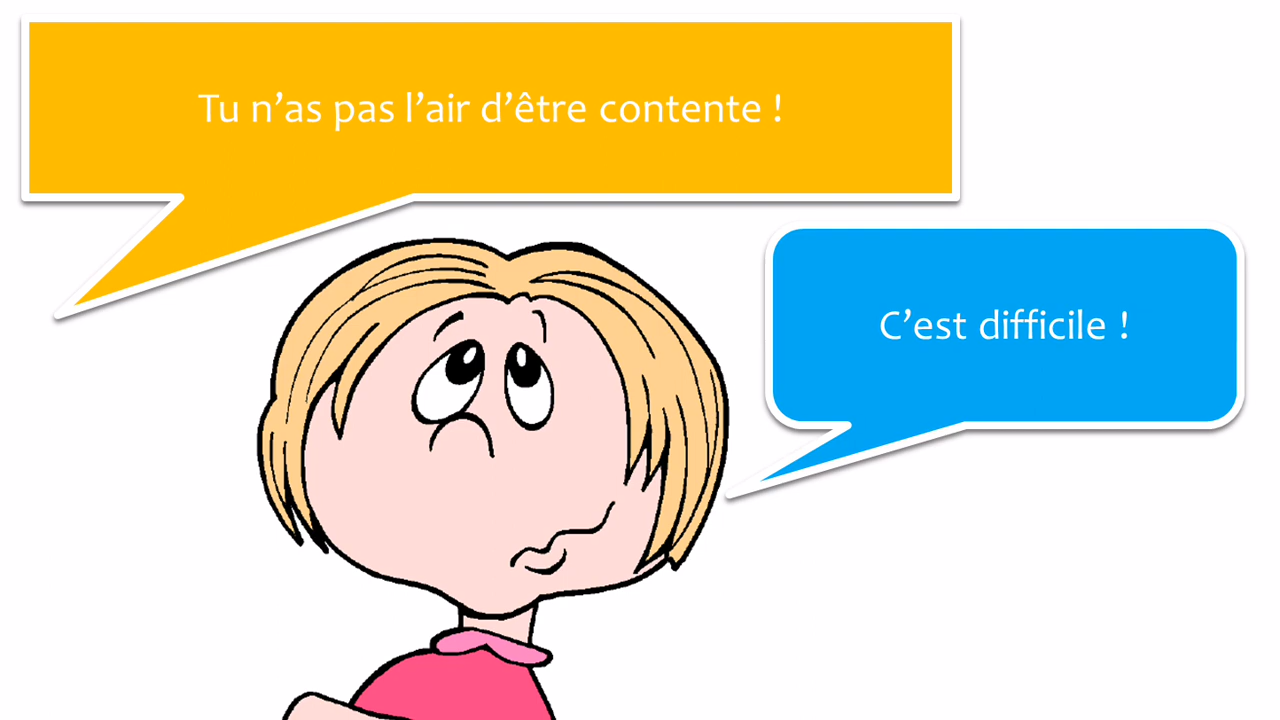 Tu n’as pas l’air d’être contente !
C’est difficile !